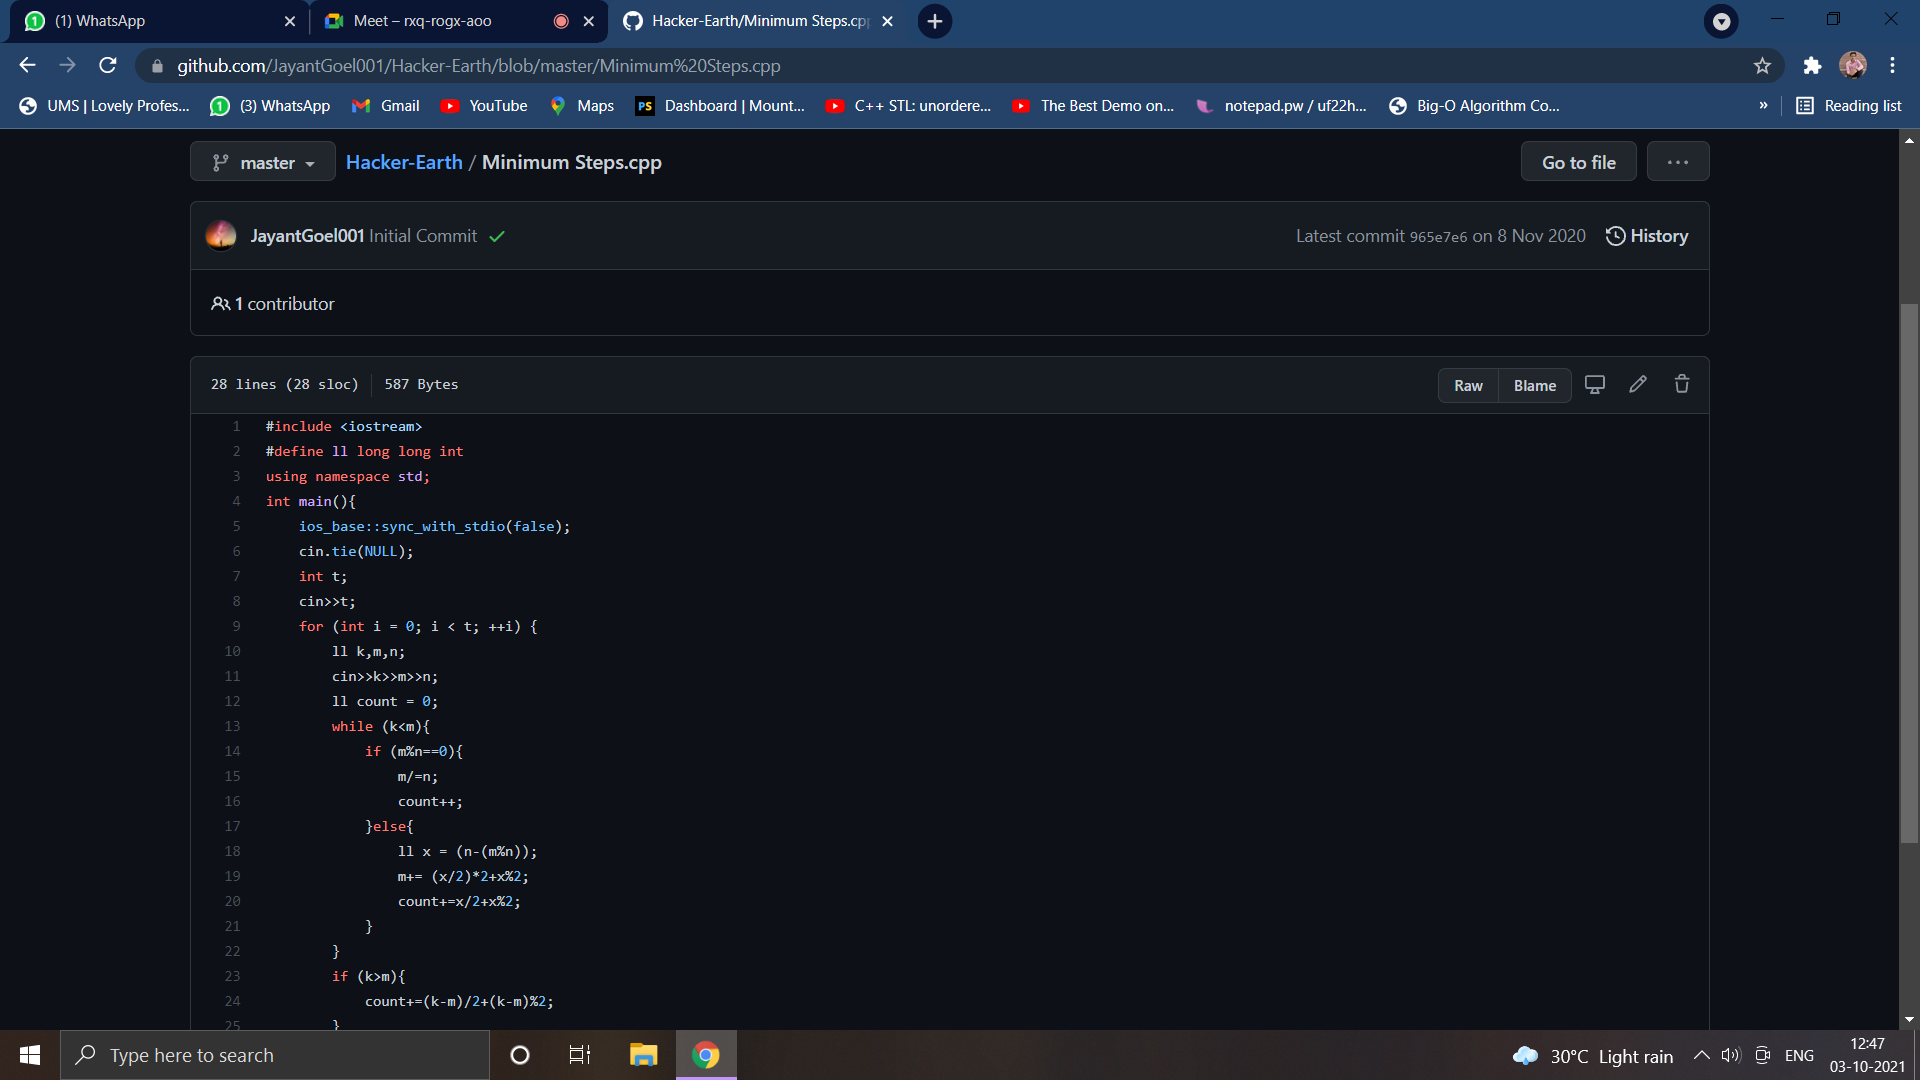 (1) WhatsApp
Meet – rxq-rogx-aoo
Hacker-Earth/Minimum Steps.cpp
github.com/JayantGoel001/Hacker-Earth/blob/master/Minimum%20Steps.cpp
UMS | Lovely Profes...
(3) WhatsApp
Gmail
YouTube
Maps
PS
Dashboard | Mount...
C++ STL: unordere...
The Best Demo on...
notepad.pw / uf22h...
Big-O Algorithm Co...
»
Reading list
master
Hacker-Earth / Minimum Steps.cpp
Go to file
...
JayantGoel001 Initial Commit
Latest commit 965e7e6 on 8 Nov 2020
History
1 contributor
28 lines (28 sloc)
587 Bytes
Raw
Blame
1 #include <iostream>
2 #define ll long long int
3 using namespace std;
4 int main(){
5 ios_base::sync_with_stdio(false);
6 cin.tie(NULL);
7 int t;
8 cin>>t;
9 for (int i = 0; i < t; ++i) {
10 ll k,m,n;
11 cin>>k>>m>>n;
12 ll count = 0;
13 while (k<m){
14 if (m%n==0){
15 m/=n;
16 count++;
17 }else{
18 ll x = (n-(m%n));
19 m+= (x/2)*2+x%2;
20 count+=x/2+x%2;
21 }
22 }
23 if (k>m){
24 count+=(k-m)/2+(k-m)%2;
25 }
Type here to search
30°C Light rain
ENG
12:47
03-10-2021